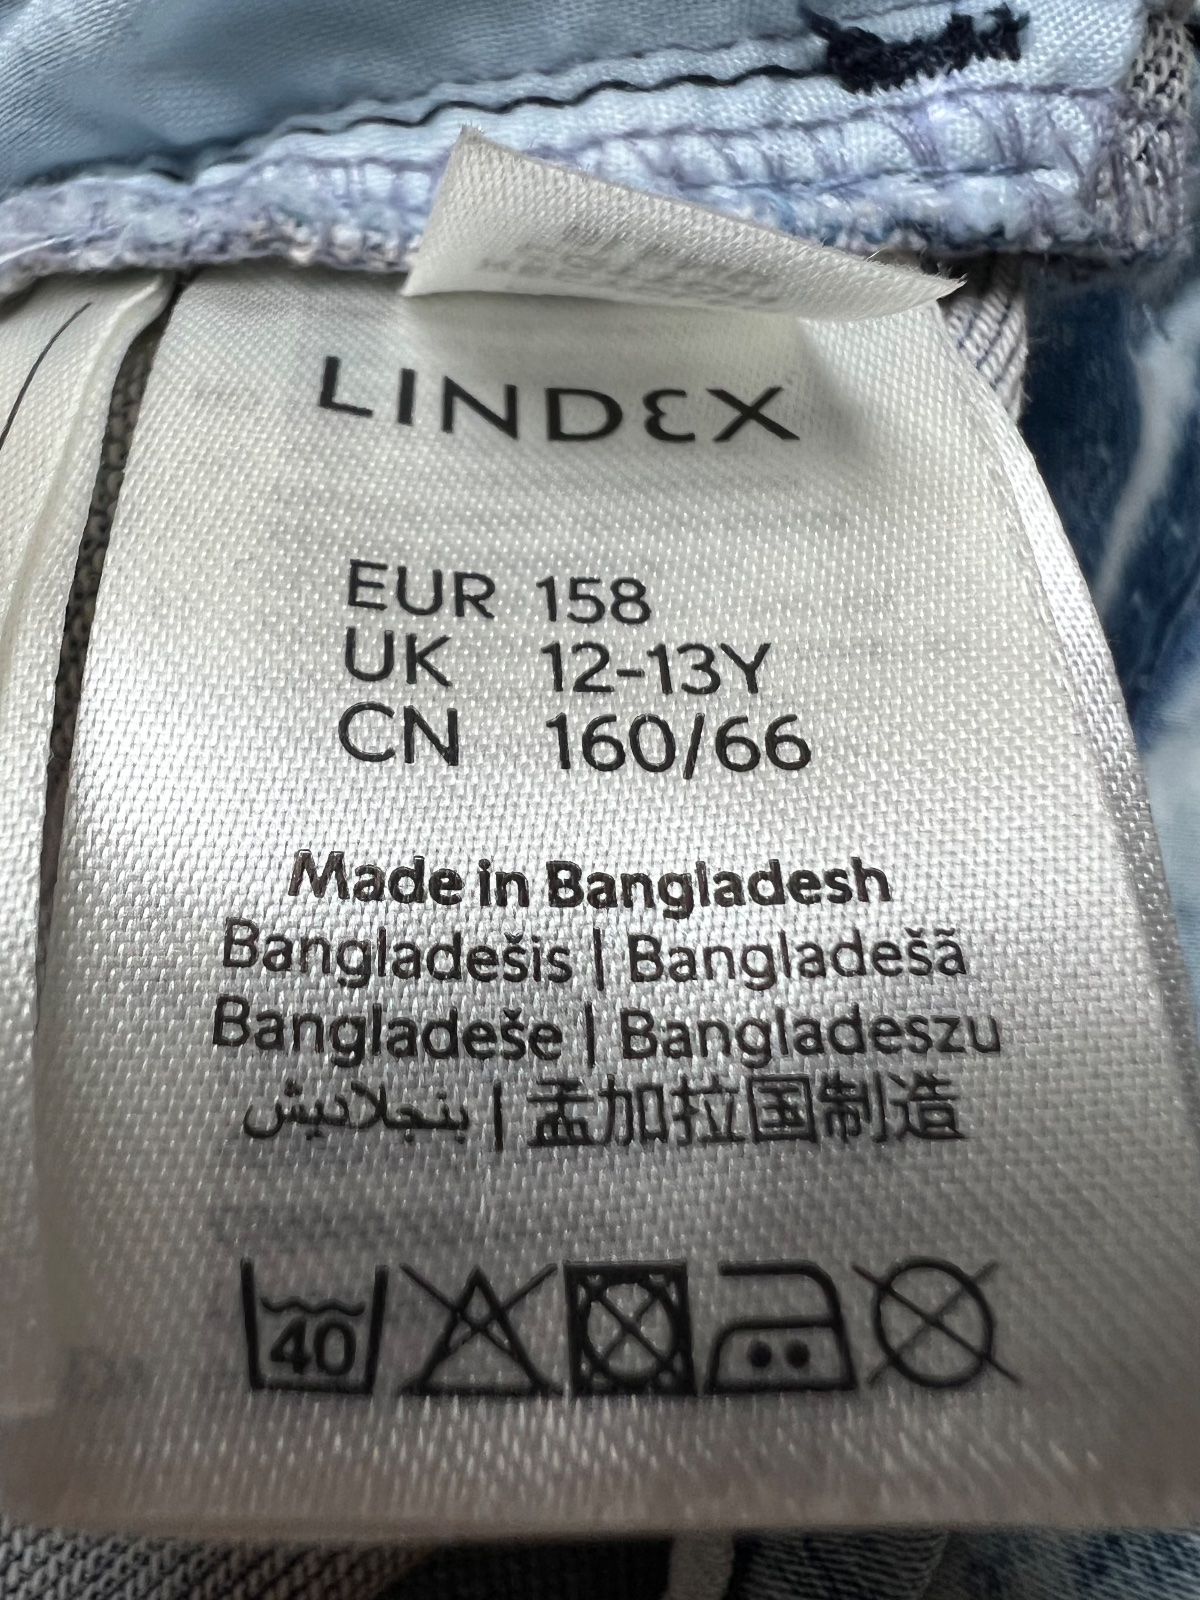 LINDEX
EUR 158
UK 12-13Y
CN 160/66
Made in Bangladesh
Bangladešis | Bangladešā
Bangladeše | Bangladeszu
بنجلاديش | 孟加拉国制造
40